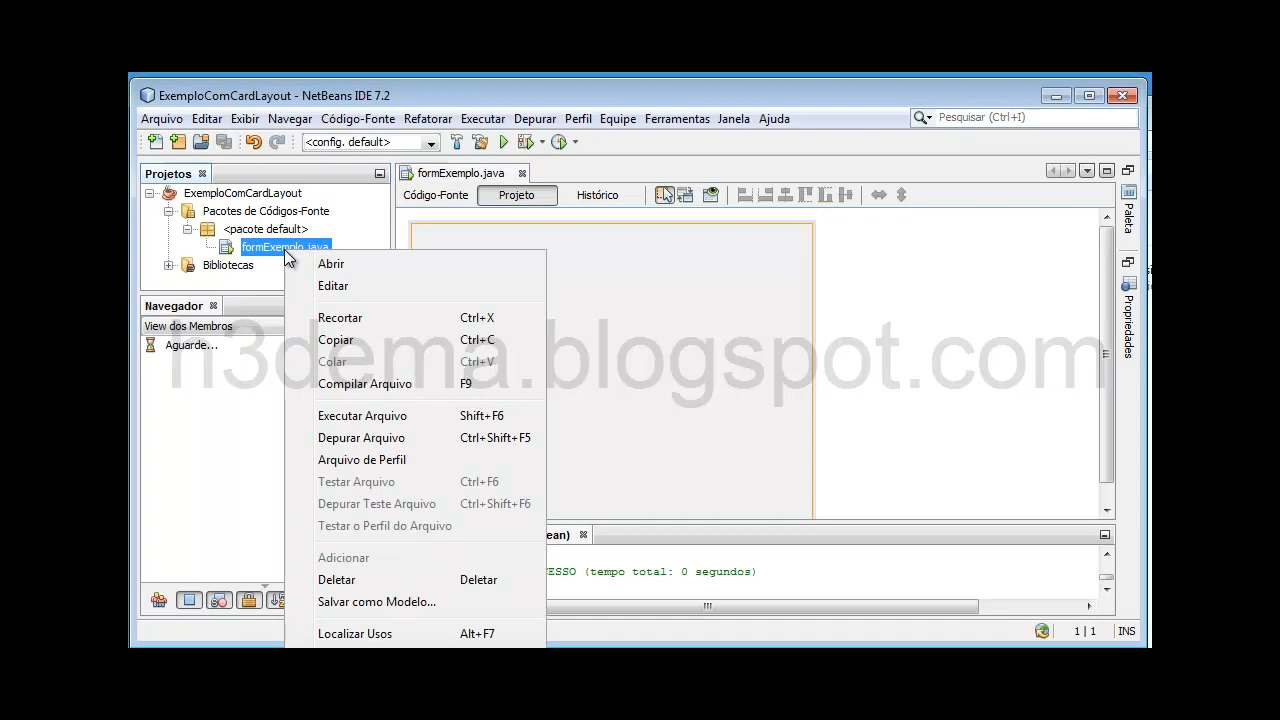 ExemploComCardLayout - NetBeans IDE 7.2
Arquivo Editar Exibir Navegar Código-Fonte Refatorar Executar Depurar Perfil Equipe Ferramentas Janela Ajuda
Pesquisar (Ctrl+I)
<config. default>
Projetos
formExemplo.java
ExemploComCardLayout
Código-Fonte Projeto Histórico
Pacotes de Códigos-Fonte
<pacote default>
formExemplo.java
Bibliotecas
Paleta
Propriedades
Navegador
View dos Membros
Aguarde...
Abrir
Editar
Recortar Ctrl+X
Copiar Ctrl+C
Colar Ctrl+V
Compilar Arquivo F9
Executar Arquivo Shift+F6
Depurar Arquivo Ctrl+Shift+F5
Arquivo de Perfil
Testar Arquivo Ctrl+F6
Depurar Teste Arquivo Ctrl+Shift+F6
Testar o Perfil do Arquivo
Adicionar
Deletar Deletar
Salvar como Modelo...
Localizar Usos Alt+F7
h3dema.blogspot.com
ean)
ESSO (tempo total: 0 segundos)
1 | 1 INS